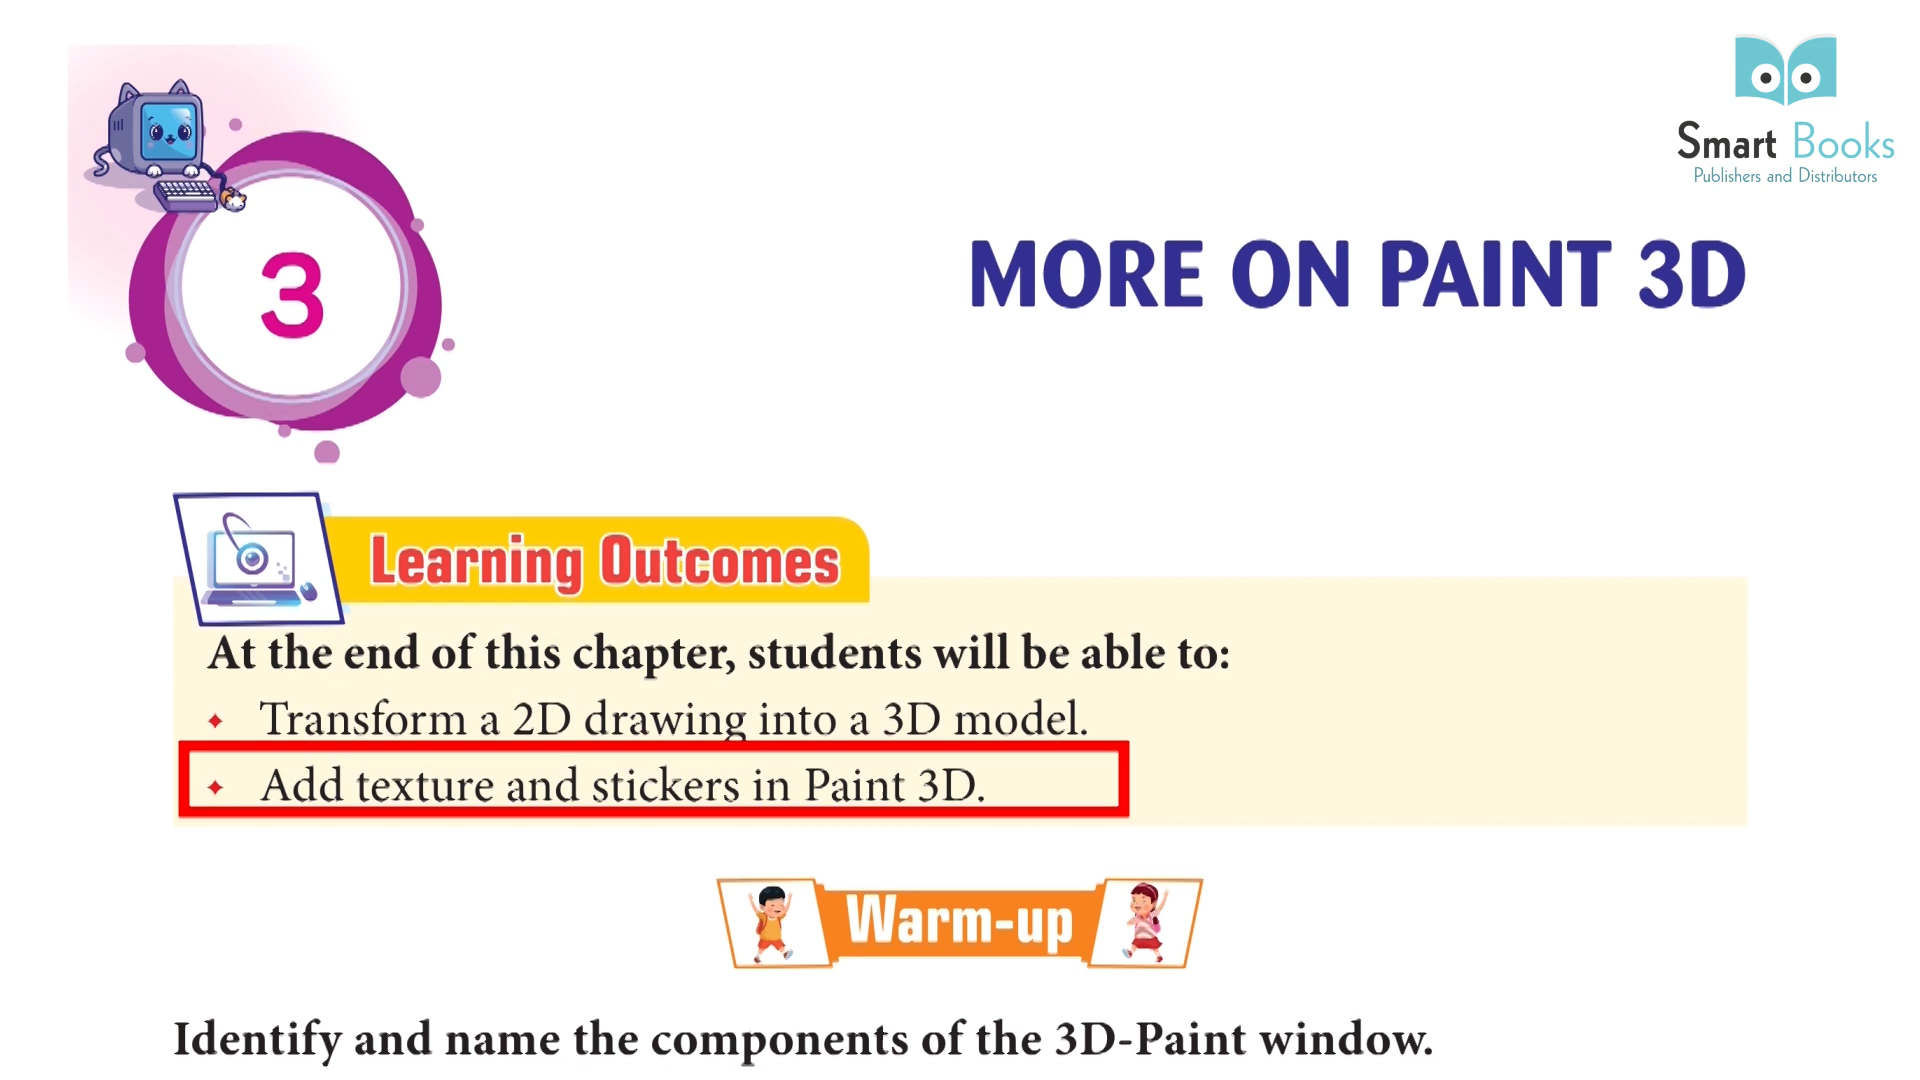 Smart Books
Publishers and Distributors
3
MORE ON PAINT 3D
Learning Outcomes
At the end of this chapter, students will be able to:
Transform a 2D drawing into a 3D model.
Add texture and stickers in Paint 3D.
Warm-up
Identify and name the components of the 3D-Paint window.